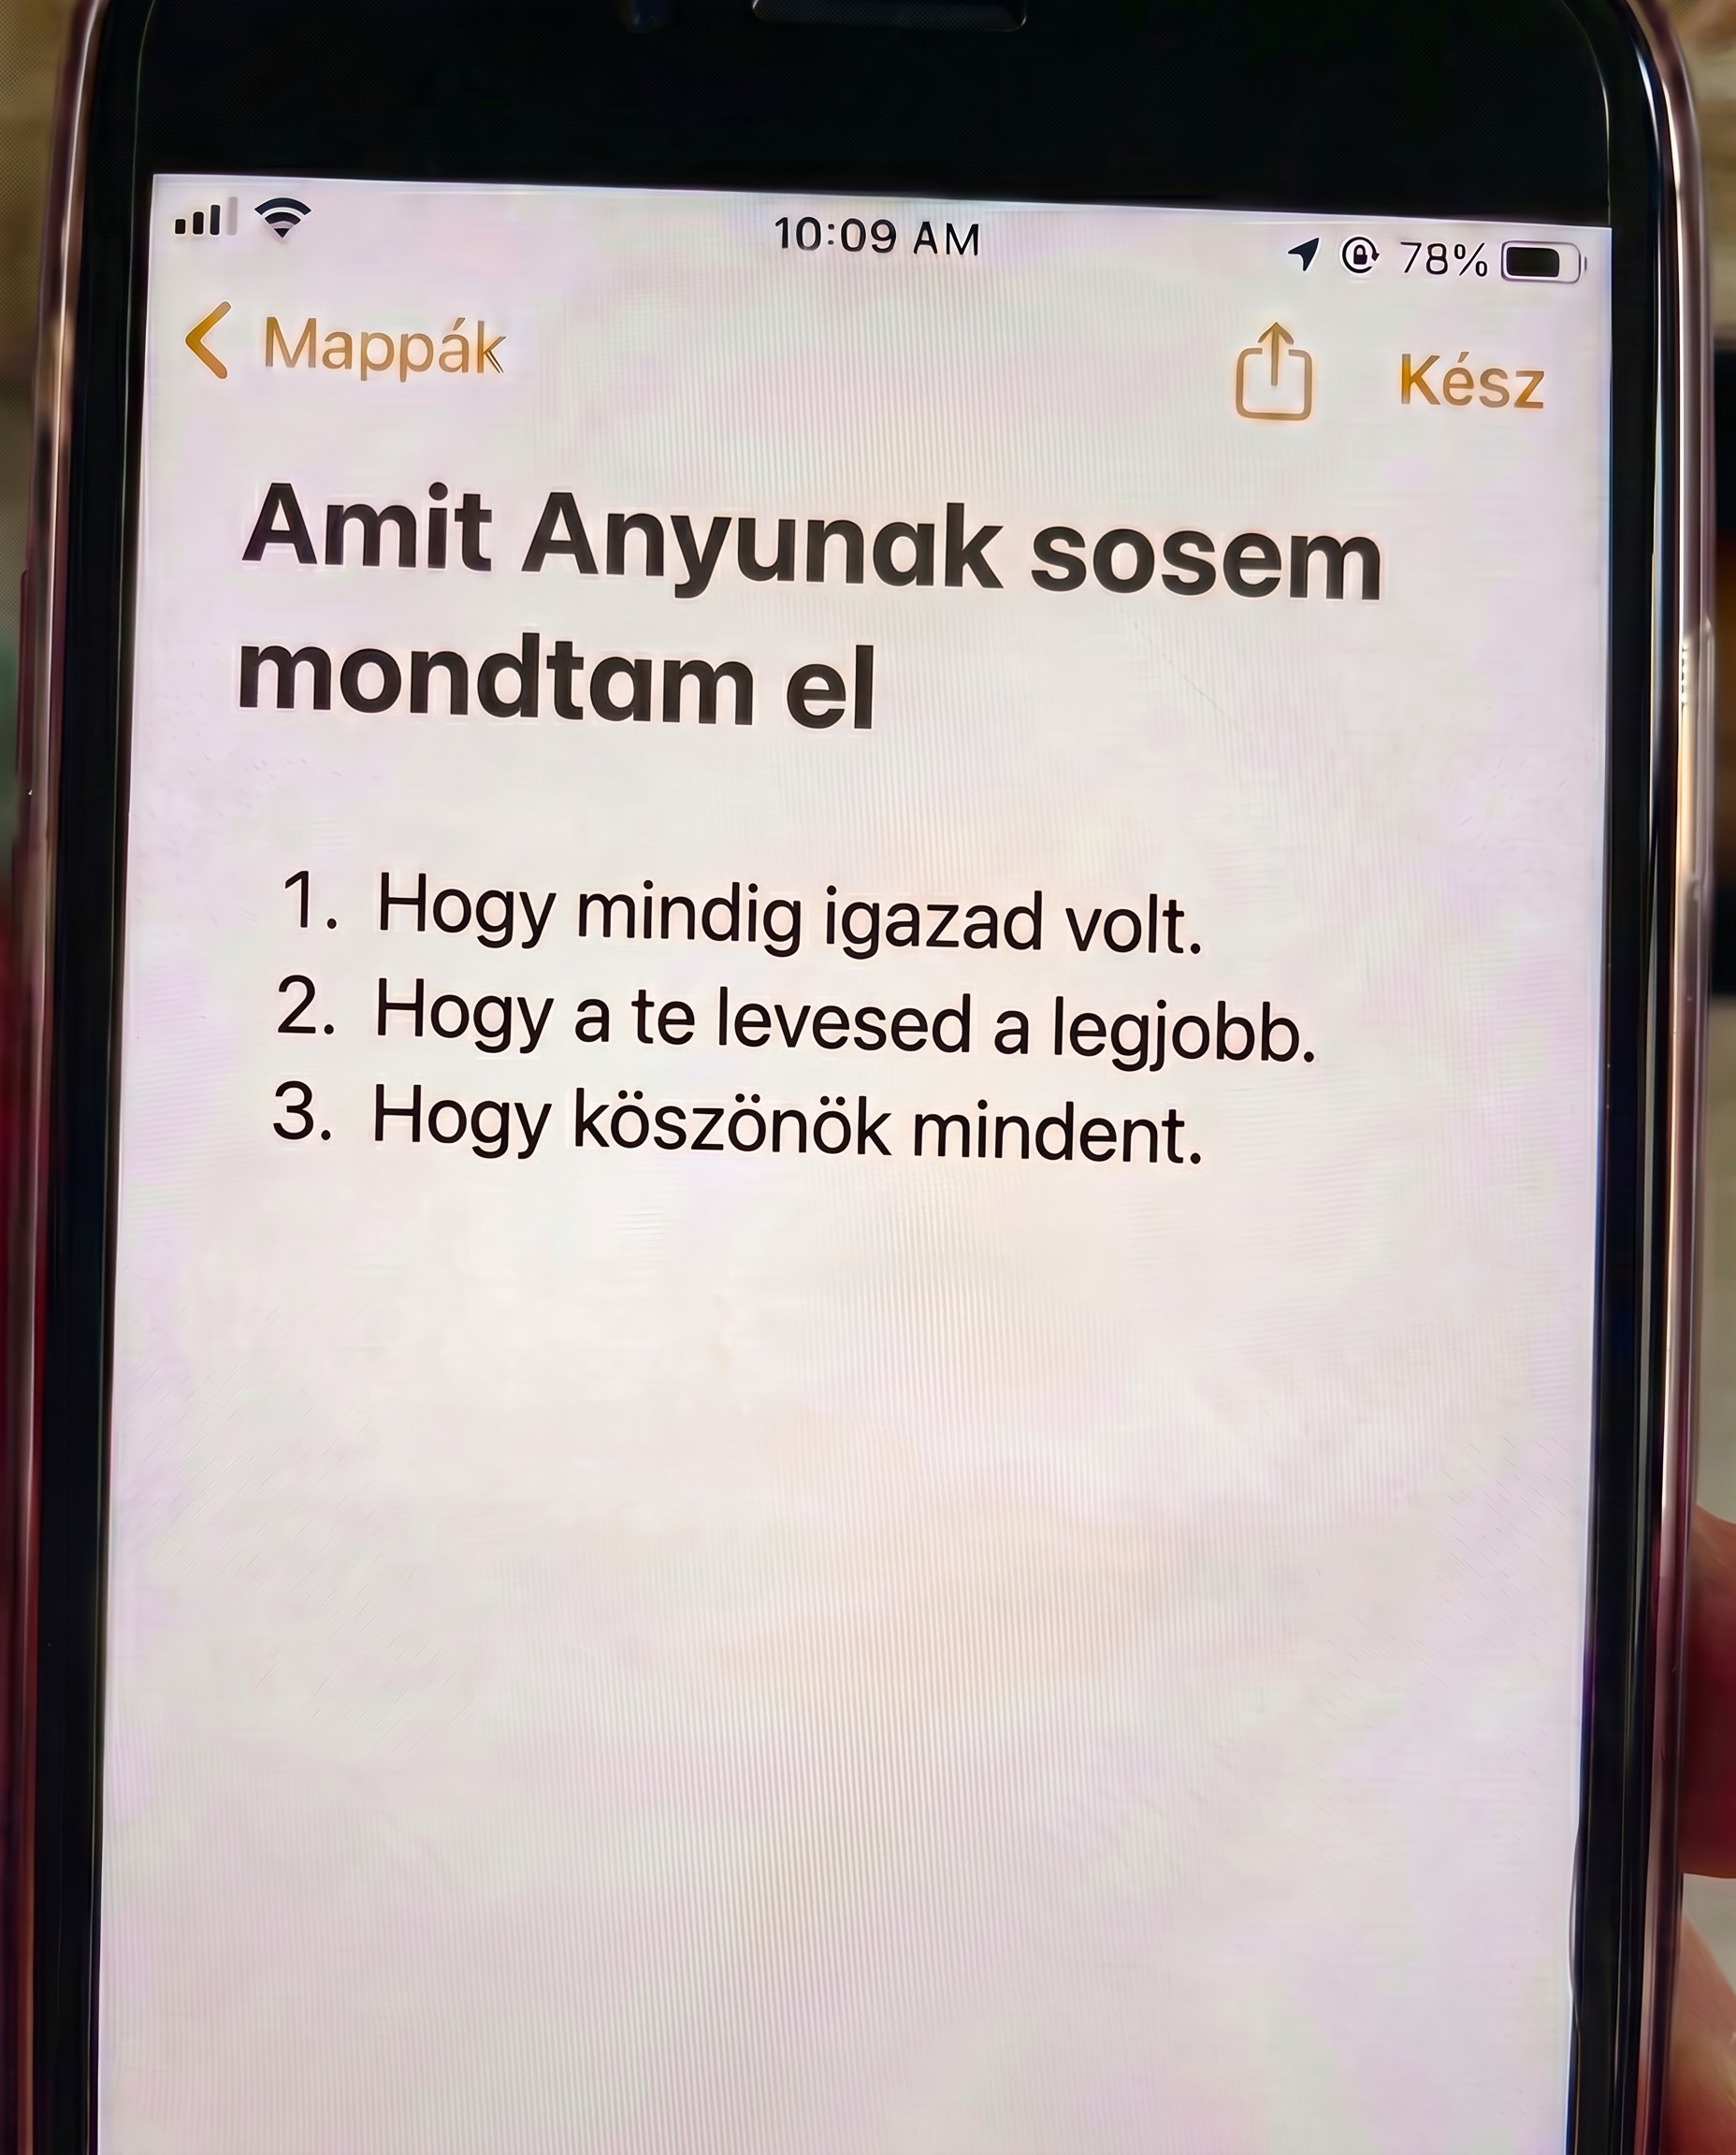 10:09 AM
78%
Mappák
Kész
Amit Anyunak sosem
mondtam el
1. Hogy mindig igazad volt.
2. Hogy a te levesed a legjobb.
3. Hogy köszönök mindent.